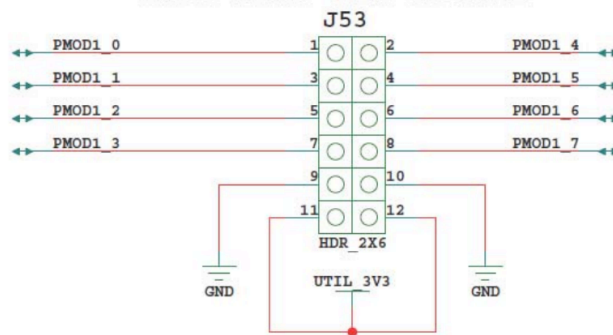 J53
PMOD1_0 1 2 PMOD1_4
PMOD1_1 3 4 PMOD1_5
PMOD1_2 5 6 PMOD1_6
PMOD1_3 7 8 PMOD1_7
9 10
11 12
HDR_2X6
GND UTIL_3V3 GND